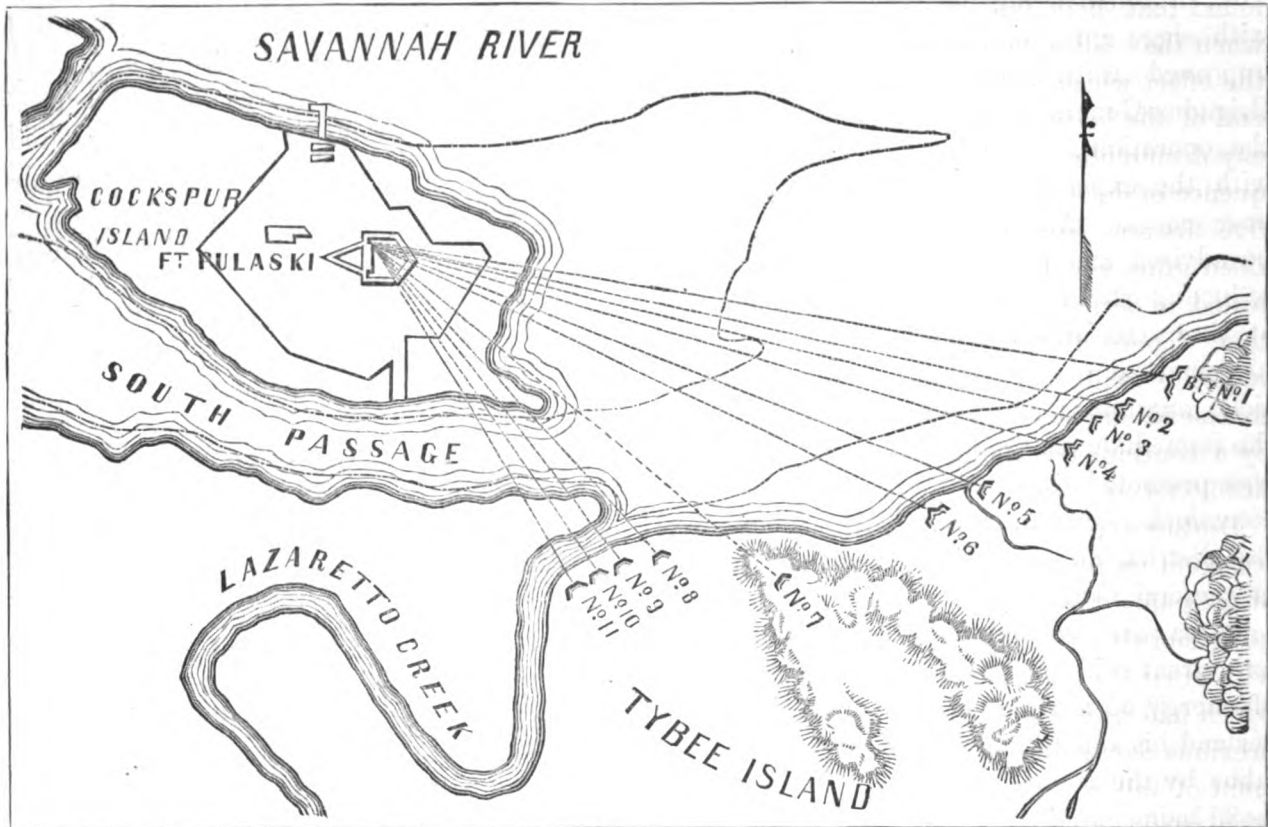 SAVANNAH RIVER
COCKSPUR
ISLAND
FT PULASKI
SOUTH PASSAGE
BTY No 1
No 2
No 3
No 4
No 5
No 6
No 7
No 8
No 9
No 10
No 11
LAZARETTO CREEK
TYBEE ISLAND